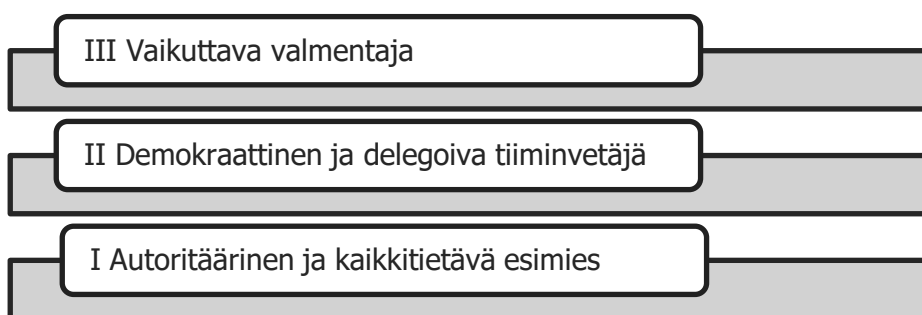 III Vaikuttava valmentaja
II Demokraattinen ja delegoiva tiiminvetäjä
I Autoritäärinen ja kaikkitietävä esimies